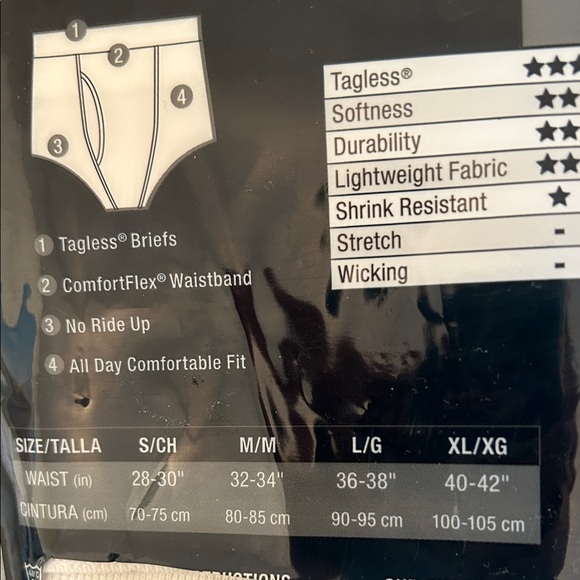 1
2
3
4
1 Tagless® Briefs
2 ComfortFlex® Waistband
3 No Ride Up
4 All Day Comfortable Fit
Tagless® ★★★
Softness ★★
Durability ★★
Lightweight Fabric ★★
Shrink Resistant ★
Stretch -
Wicking -
SIZE/TALLA S/CH M/M L/G XL/XG
WAIST (in) 28-30" 32-34" 36-38" 40-42"
CINTURA (cm) 70-75 cm 80-85 cm 90-95 cm 100-105 cm